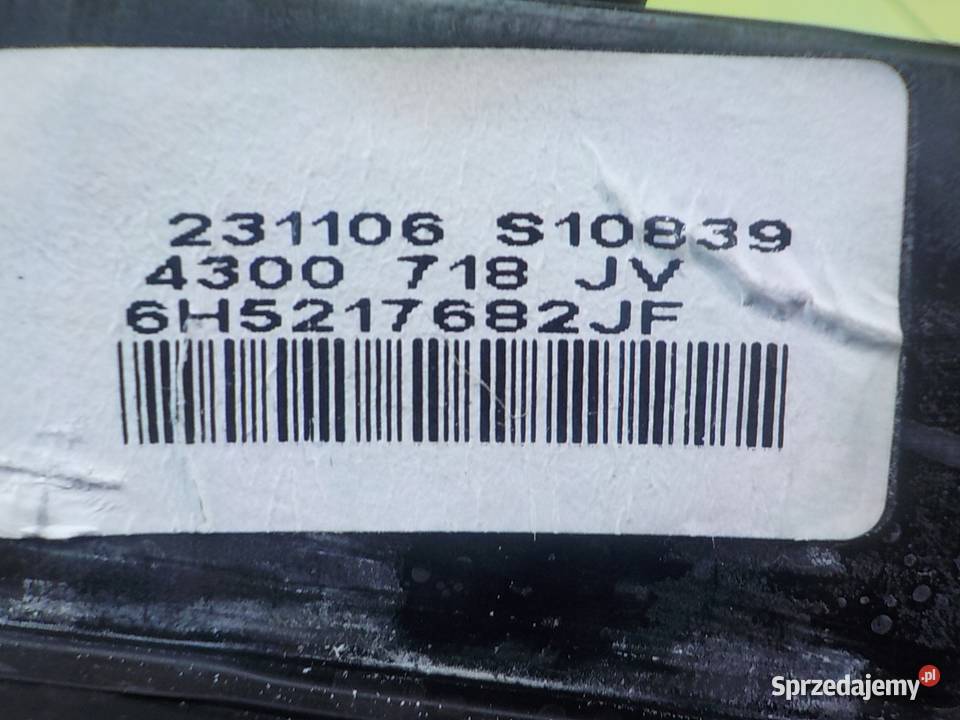 231106 S10839
4300 718 JV
6H5217682JF
Sprzedajemy.pl